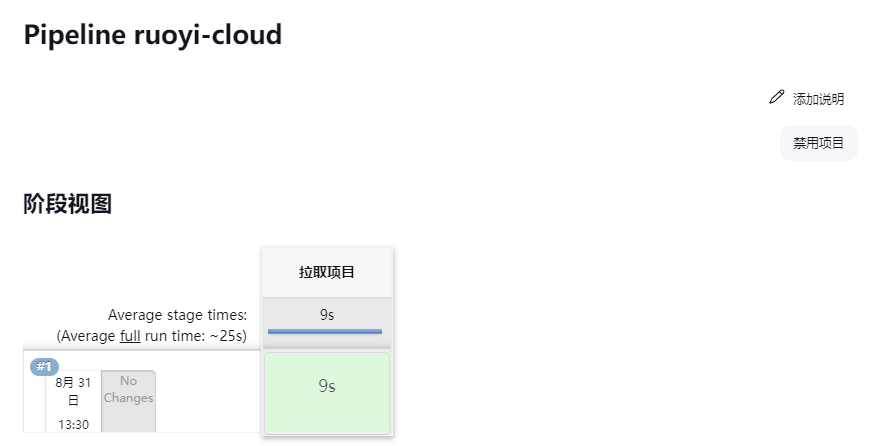 Pipeline ruoyi-cloud
添加说明
禁用项目
阶段视图
拉取项目
Average stage times:
9s
(Average full run time: ~25s)
#1
8月 31
日
13:30
No
Changes
9s